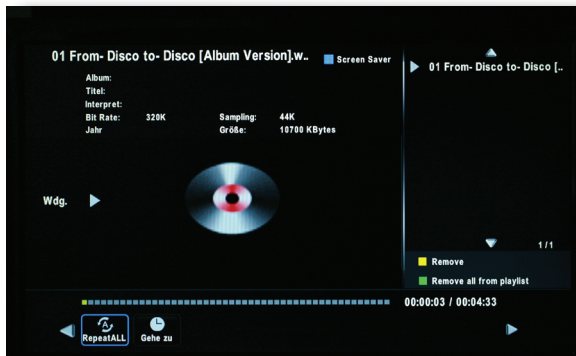 01 From- Disco to- Disco [Album Version].w..
Screen Saver
Album:
Titel:
Interpret:
Bit Rate: 320K Sampling: 44K
Jahr Größe: 10700 KBytes
Wdg.
01 From- Disco to- Disco [..
1/1
Remove
Remove all from playlist
00:00:03 / 00:04:33
A
RepeatALL
Gehe zu